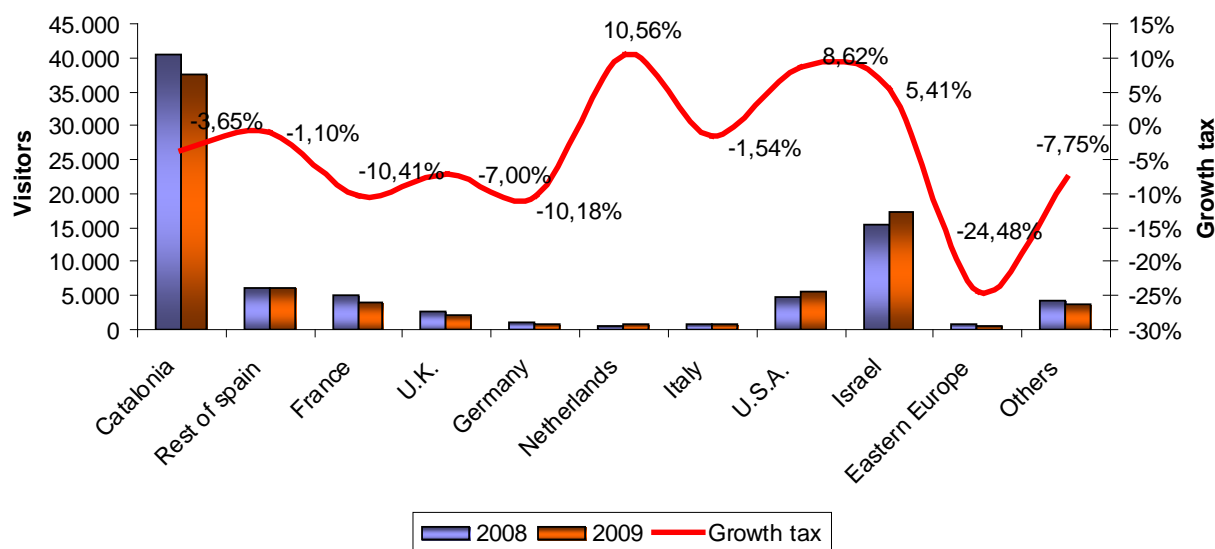 45.000
40.000
35.000
30.000
25.000
20.000
15.000
10.000
5.000
0
Visitors
15%
10%
5%
0%
-5%
-10%
-15%
-20%
-25%
-30%
Growth tax
-3,65%
-1,10%
-10,41%
-7,00%
-10,18%
10,56%
-1,54%
8,62%
5,41%
-24,48%
-7,75%
Catalonia
Rest of spain
France
U.K.
Germany
Netherlands
Italy
U.S.A.
Israel
Eastern Europe
Others
2008 2009 Growth tax